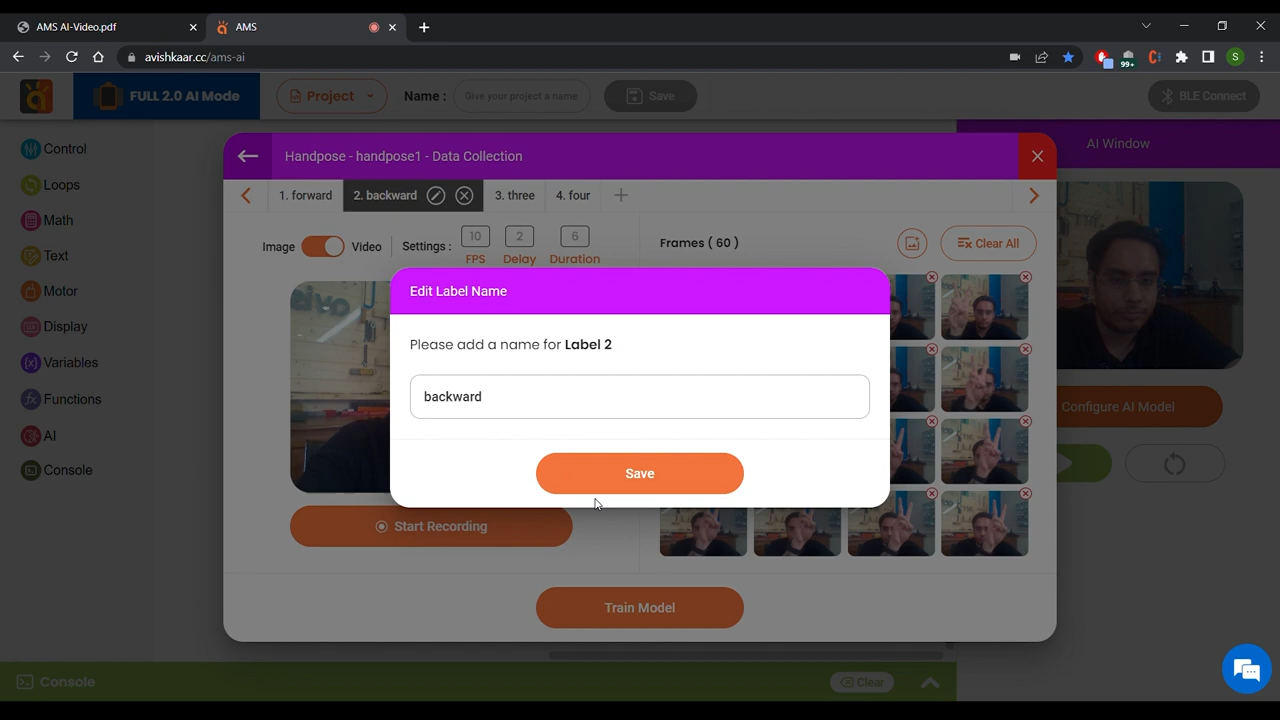 AMS AI-Video.pdf
AMS
avishkaar.cc/ams-ai
99+
S
FULL 2.0 AI Mode
Project
Name :
Give your project a name
Save
BLE Connect
Control
Loops
Math
Text
Motor
Display
Variables
Functions
AI
Console
Handpose - handpose1 - Data Collection
1. forward
2. backward
3. three
4. four
Image
Video
Settings :
10
2
6
FPS
Delay
Duration
Frames ( 60 )
Clear All
Edit Label Name
Please add a name for Label 2
backward
Save
Start Recording
Train Model
AI Window
Configure AI Model
Console
Clear